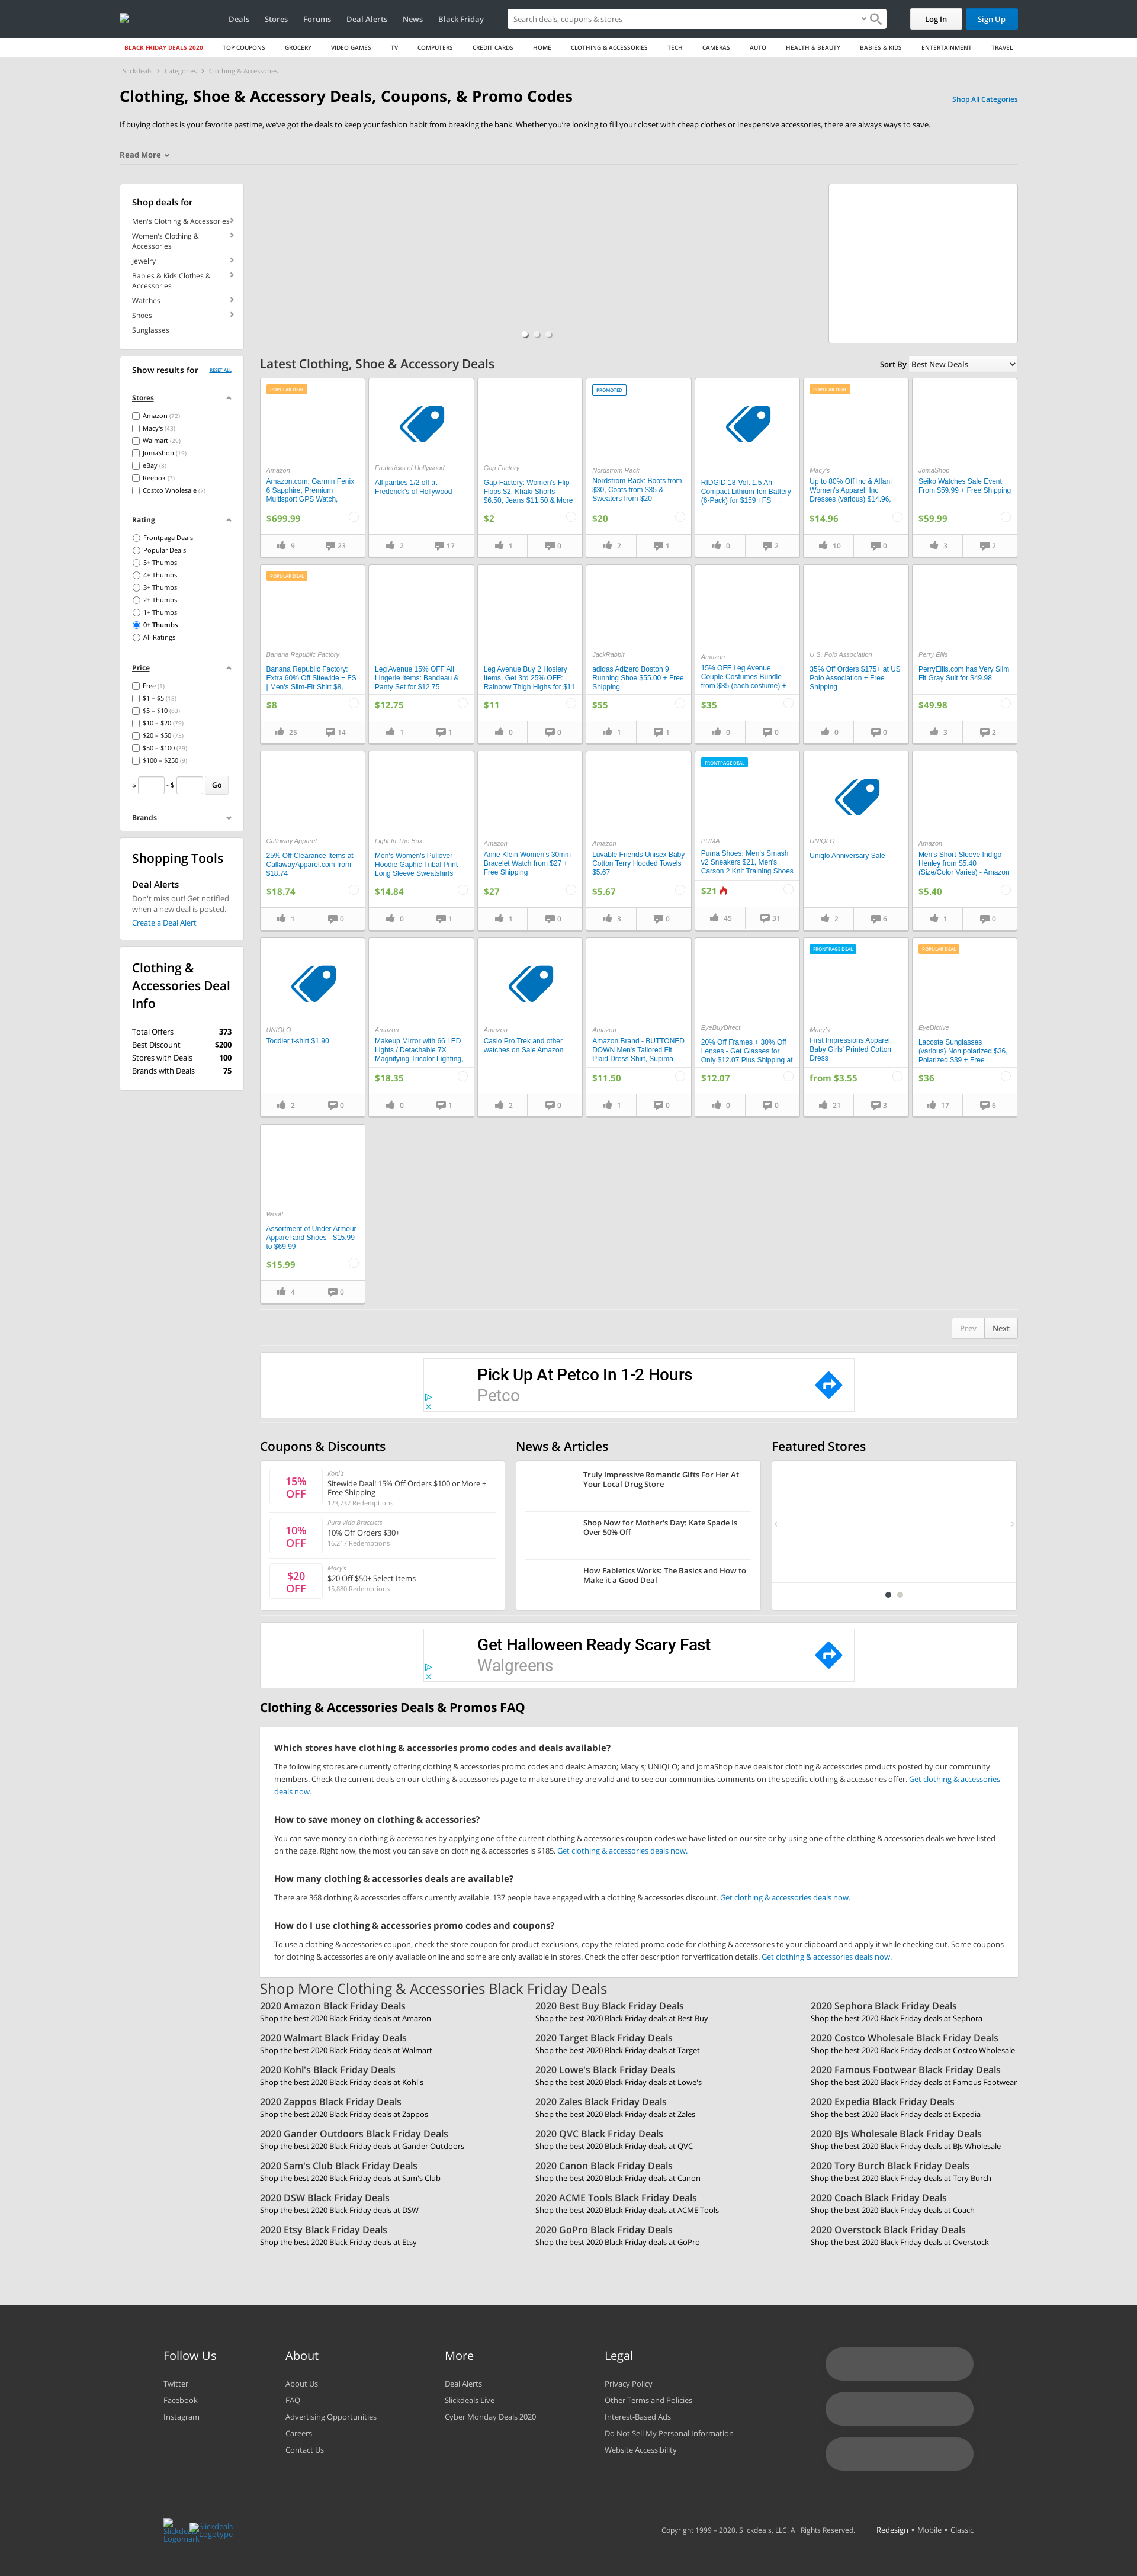 Deals Stores Forums Deal Alerts News Black Friday Search deals, coupons & stores Log In Sign Up
BLACK FRIDAY DEALS 2020 TOP COUPONS GROCERY VIDEO GAMES TV COMPUTERS CREDIT CARDS HOME CLOTHING & ACCESSORIES TECH CAMERAS AUTO HEALTH & BEAUTY BABIES & KIDS ENTERTAINMENT TRAVEL
Slickdeals › Categories › Clothing & Accessories
Clothing, Shoe & Accessory Deals, Coupons, & Promo Codes
Shop All Categories
If buying clothes is your favorite pastime, we've got the deals to keep your fashion habit from breaking the bank. Whether you're looking to fill your closet with cheap clothes or inexpensive accessories, there are always ways to save.
Read More
Shop deals for
Men's Clothing & Accessories
Women's Clothing &
Accessories
Jewelry
Babies & Kids Clothes &
Accessories
Watches
Shoes
Sunglasses
Show results for RESET ALL
Stores
Amazon (72)
Macy's (43)
Walmart (29)
JomaShop (19)
eBay (8)
Reebok (7)
Costco Wholesale (7)
Rating
Frontpage Deals
Popular Deals
5+ Thumbs
4+ Thumbs
3+ Thumbs
2+ Thumbs
1+ Thumbs
0+ Thumbs
All Ratings
Price
Free (1)
$1 – $5 (18)
$5 – $10 (63)
$10 – $20 (79)
$20 – $50 (73)
$50 – $100 (39)
$100 – $250 (9)
$ - $ Go
Brands
Shopping Tools
Deal Alerts
Don't miss out! Get notified
when a new deal is posted.
Create a Deal Alert
Clothing &
Accessories Deal
Info
Total Offers 373
Best Discount $200
Stores with Deals 100
Brands with Deals 75
Latest Clothing, Shoe & Accessory Deals
Sort By Best New Deals
POPULAR DEAL
Amazon
Amazon.com: Garmin Fenix
6 Sapphire, Premium
Multisport GPS Watch,
$699.99
9 23
Fredericks of Hollywood
All panties 1/2 off at
Frederick's of Hollywood
2 17
Gap Factory
Gap Factory: Women's Flip
Flops $2, Khaki Shorts
$6.50, Jeans $11.50 & More
$2
1 0
PROMOTED
Nordstrom Rack
Nordstrom Rack: Boots from
$30, Coats from $35 &
Sweaters from $20
$20
2 1
RIDGID 18-Volt 1.5 Ah
Compact Lithium-Ion Battery
(6-Pack) for $159 +FS
0 2
POPULAR DEAL
Macy's
Up to 80% Off Inc & Alfani
Women's Apparel: Inc
Dresses (various) $14.96,
$14.96
10 0
JomaShop
Seiko Watches Sale Event:
From $59.99 + Free Shipping
$59.99
3 2
POPULAR DEAL
Banana Republic Factory
Banana Republic Factory:
Extra 60% Off Sitewide + FS
| Men's Slim-Fit Shirt $8,
$8
25 14
Leg Avenue 15% OFF All
Lingerie Items: Bandeau &
Panty Set for $12.75
$12.75
1 1
Leg Avenue Buy 2 Hosiery
Items, Get 3rd 25% OFF:
Rainbow Thigh Highs for $11
$11
0 0
JackRabbit
adidas Adizero Boston 9
Running Shoe $55.00 + Free
Shipping
$55
1 1
Amazon
15% OFF Leg Avenue
Couple Costumes Bundle
from $35 (each costume) +
$35
0 0
U.S. Polo Association
35% Off Orders $175+ at US
Polo Association + Free
Shipping
0 0
Perry Ellis
PerryEllis.com has Very Slim
Fit Gray Suit for $49.98
$49.98
3 2
Callaway Apparel
25% Off Clearance Items at
CallawayApparel.com from
$18.74
$18.74
1 0
Light In The Box
Men's Women's Pullover
Hoodie Gaphic Tribal Print
Long Sleeve Sweatshirts
$14.84
0 1
Amazon
Anne Klein Women's 30mm
Bracelet Watch from $27 +
Free Shipping
$27
1 0
Amazon
Luvable Friends Unisex Baby
Cotton Terry Hooded Towels
$5.67
$5.67
3 0
FRONTPAGE DEAL
PUMA
Puma Shoes: Men's Smash
v2 Sneakers $21, Men's
Carson 2 Knit Training Shoes
$21
45 31
UNIQLO
Uniqlo Anniversary Sale
2 6
Amazon
Men's Short-Sleeve Indigo
Henley from $5.40
(Size/Color Varies) - Amazon
$5.40
1 0
UNIQLO
Toddler t-shirt $1.90
2 0
Amazon
Makeup Mirror with 66 LED
Lights / Detachable 7X
Magnifying Tricolor Lighting,
$18.35
0 1
Amazon
Casio Pro Trek and other
watches on Sale Amazon
2 0
Amazon
Amazon Brand - BUTTONED
DOWN Men's Tailored Fit
Plaid Dress Shirt, Supima
$11.50
1 0
EyeBuyDirect
20% Off Frames + 30% Off
Lenses - Get Glasses for
Only $12.07 Plus Shipping at
$12.07
0 0
FRONTPAGE DEAL
Macy's
First Impressions Apparel:
Baby Girls' Printed Cotton
Dress
from $3.55
21 3
POPULAR DEAL
EyeDictive
Lacoste Sunglasses
(various) Non polarized $36,
Polarized $39 + Free
$36
17 6
Woot!
Assortment of Under Armour
Apparel and Shoes - $15.99
to $69.99
$15.99
4 0
Prev Next
Pick Up At Petco In 1-2 Hours
Petco
Coupons & Discounts
15%
OFF
Kohl's
Sitewide Deal! 15% Off Orders $100 or More +
Free Shipping
123,737 Redemptions
10%
OFF
Pura Vida Bracelets
10% Off Orders $30+
16,217 Redemptions
$20
OFF
Macy's
$20 Off $50+ Select Items
15,880 Redemptions
News & Articles
Truly Impressive Romantic Gifts For Her At
Your Local Drug Store
Shop Now for Mother's Day: Kate Spade Is
Over 50% Off
How Fabletics Works: The Basics and How to
Make it a Good Deal
Featured Stores
Get Halloween Ready Scary Fast
Walgreens
Clothing & Accessories Deals & Promos FAQ
Which stores have clothing & accessories promo codes and deals available?
The following stores are currently offering clothing & accessories promo codes and deals: Amazon; Macy's; UNIQLO; and JomaShop have deals for clothing & accessories products posted by our community
members. Check the current deals on our clothing & accessories page to make sure they are valid and to see our communities comments on the specific clothing & accessories offer. Get clothing & accessories
deals now.
How to save money on clothing & accessories?
You can save money on clothing & accessories by applying one of the current clothing & accessories coupon codes we have listed on our site or by using one of the clothing & accessories deals we have listed
on the page. Right now, the most you can save on clothing & accessories is $185. Get clothing & accessories deals now.
How many clothing & accessories deals are available?
There are 368 clothing & accessories offers currently available. 137 people have engaged with a clothing & accessories discount. Get clothing & accessories deals now.
How do I use clothing & accessories promo codes and coupons?
To use a clothing & accessories coupon, check the store coupon for product exclusions, copy the related promo code for clothing & accessories to your clipboard and apply it while checking out. Some coupons
for clothing & accessories are only available online and some are only available in stores. Check the offer description for verification details. Get clothing & accessories deals now.
Shop More Clothing & Accessories Black Friday Deals
2020 Amazon Black Friday Deals
Shop the best 2020 Black Friday deals at Amazon
2020 Best Buy Black Friday Deals
Shop the best 2020 Black Friday deals at Best Buy
2020 Sephora Black Friday Deals
Shop the best 2020 Black Friday deals at Sephora
2020 Walmart Black Friday Deals
Shop the best 2020 Black Friday deals at Walmart
2020 Target Black Friday Deals
Shop the best 2020 Black Friday deals at Target
2020 Costco Wholesale Black Friday Deals
Shop the best 2020 Black Friday deals at Costco Wholesale
2020 Kohl's Black Friday Deals
Shop the best 2020 Black Friday deals at Kohl's
2020 Lowe's Black Friday Deals
Shop the best 2020 Black Friday deals at Lowe's
2020 Famous Footwear Black Friday Deals
Shop the best 2020 Black Friday deals at Famous Footwear
2020 Zappos Black Friday Deals
Shop the best 2020 Black Friday deals at Zappos
2020 Zales Black Friday Deals
Shop the best 2020 Black Friday deals at Zales
2020 Expedia Black Friday Deals
Shop the best 2020 Black Friday deals at Expedia
2020 Gander Outdoors Black Friday Deals
Shop the best 2020 Black Friday deals at Gander Outdoors
2020 QVC Black Friday Deals
Shop the best 2020 Black Friday deals at QVC
2020 BJs Wholesale Black Friday Deals
Shop the best 2020 Black Friday deals at BJs Wholesale
2020 Sam's Club Black Friday Deals
Shop the best 2020 Black Friday deals at Sam's Club
2020 Canon Black Friday Deals
Shop the best 2020 Black Friday deals at Canon
2020 Tory Burch Black Friday Deals
Shop the best 2020 Black Friday deals at Tory Burch
2020 DSW Black Friday Deals
Shop the best 2020 Black Friday deals at DSW
2020 ACME Tools Black Friday Deals
Shop the best 2020 Black Friday deals at ACME Tools
2020 Coach Black Friday Deals
Shop the best 2020 Black Friday deals at Coach
2020 Etsy Black Friday Deals
Shop the best 2020 Black Friday deals at Etsy
2020 GoPro Black Friday Deals
Shop the best 2020 Black Friday deals at GoPro
2020 Overstock Black Friday Deals
Shop the best 2020 Black Friday deals at Overstock
Follow Us
Twitter
Facebook
Instagram
About
About Us
FAQ
Advertising Opportunities
Careers
Contact Us
More
Deal Alerts
Slickdeals Live
Cyber Monday Deals 2020
Legal
Privacy Policy
Other Terms and Policies
Interest-Based Ads
Do Not Sell My Personal Information
Website Accessibility
Slickdeals
Logomark
Slickdeals
Logotype
Copyright 1999 – 2020. Slickdeals, LLC. All Rights Reserved. Redesign • Mobile • Classic